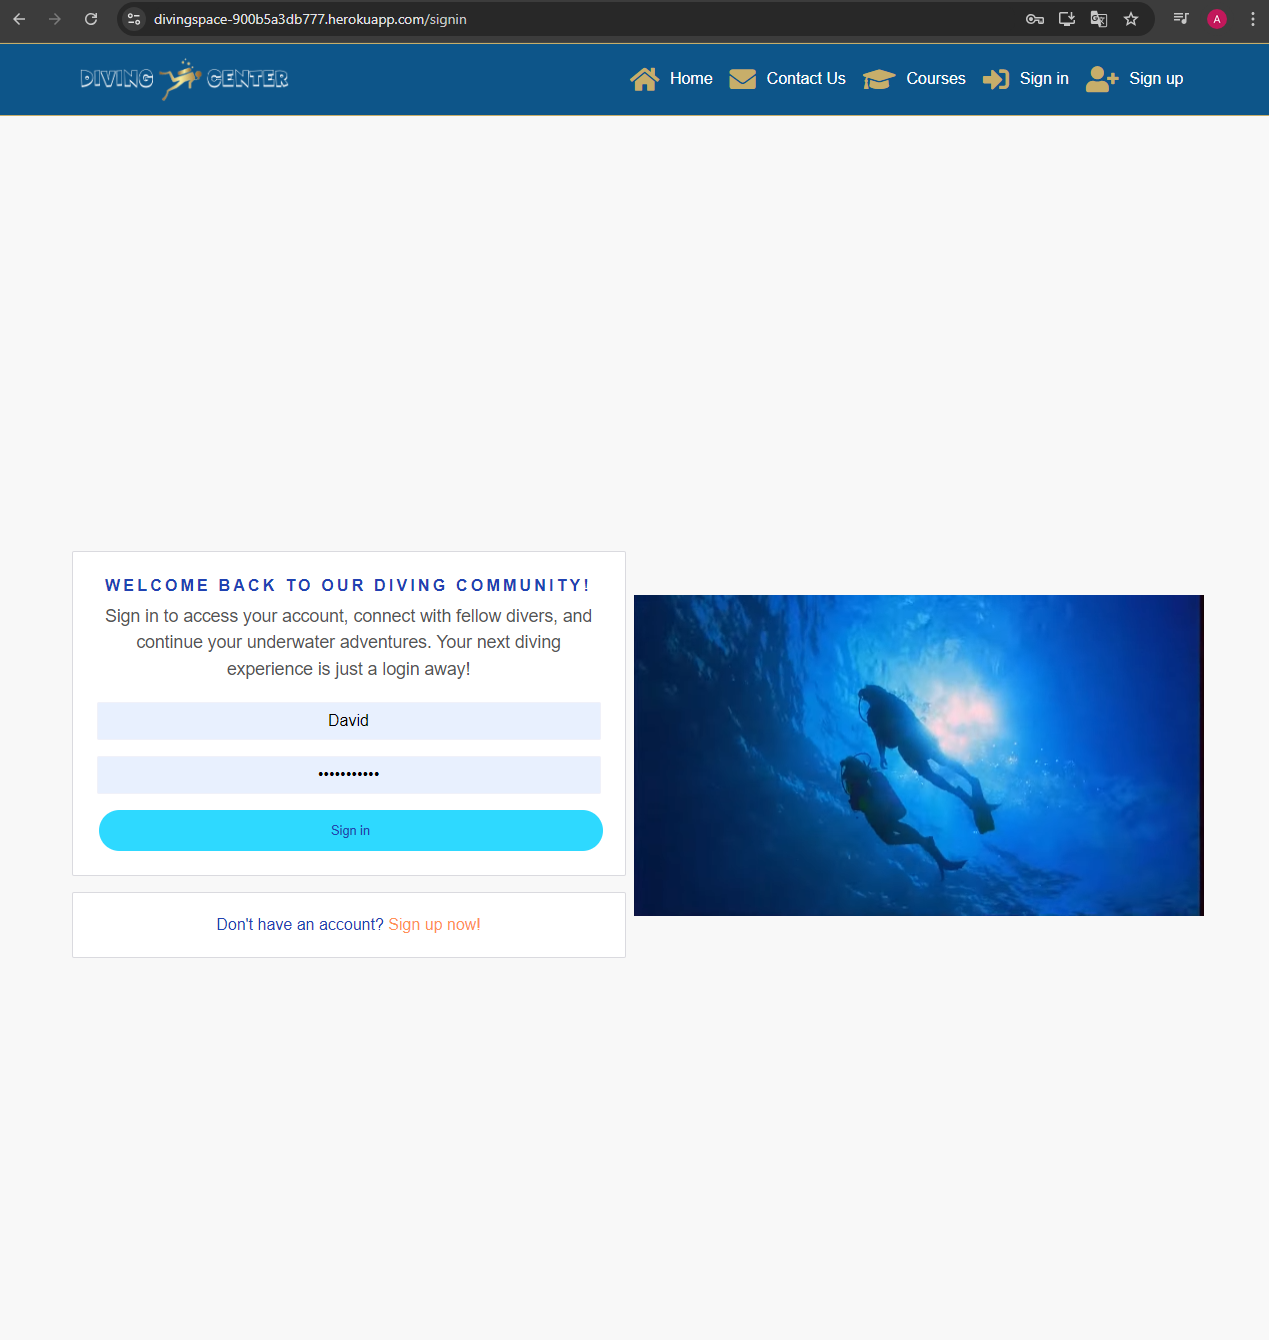 divingspace-900b5a3db777.herokuapp.com/signin
A
DIVING CENTER
Home
Contact Us
Courses
Sign in
Sign up
WELCOME BACK TO OUR DIVING COMMUNITY!
Sign in to access your account, connect with fellow divers, and
continue your underwater adventures. Your next diving
experience is just a login away!
David
•••••••••••
Sign in
Don't have an account? Sign up now!